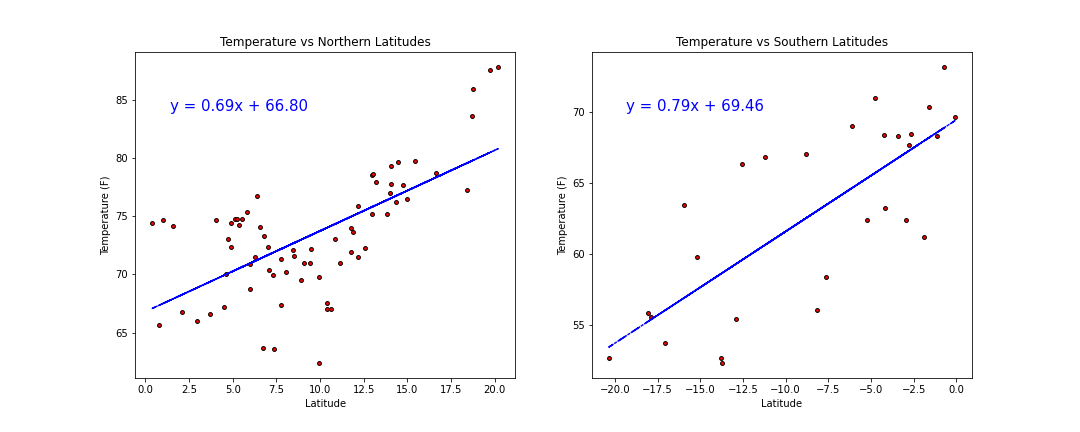 Temperature vs Northern Latitudes
y = 0.69x + 66.80
Temperature (F)
85
80
75
70
65
0.0 2.5 5.0 7.5 10.0 12.5 15.0 17.5 20.0
Latitude
Temperature vs Southern Latitudes
y = 0.79x + 69.46
Temperature (F)
70
65
60
55
−20.0 −17.5 −15.0 −12.5 −10.0 −7.5 −5.0 −2.5 0.0
Latitude